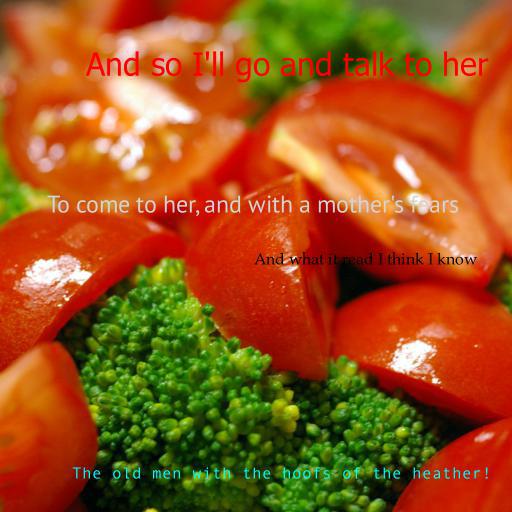 And so I'll go and talk to her
To come to her, and with a mother's fears
And what it read I think I know
The old men with the hoofs of the heather!